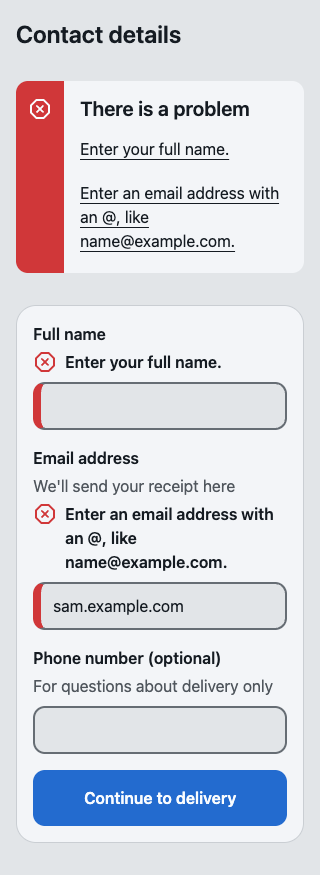 Contact details
There is a problem
Enter your full name.
Enter an email address with
an @, like
name@example.com.
Full name
Enter your full name.
Email address
We'll send your receipt here
Enter an email address with
an @, like
name@example.com.
sam.example.com
Phone number (optional)
For questions about delivery only
Continue to delivery